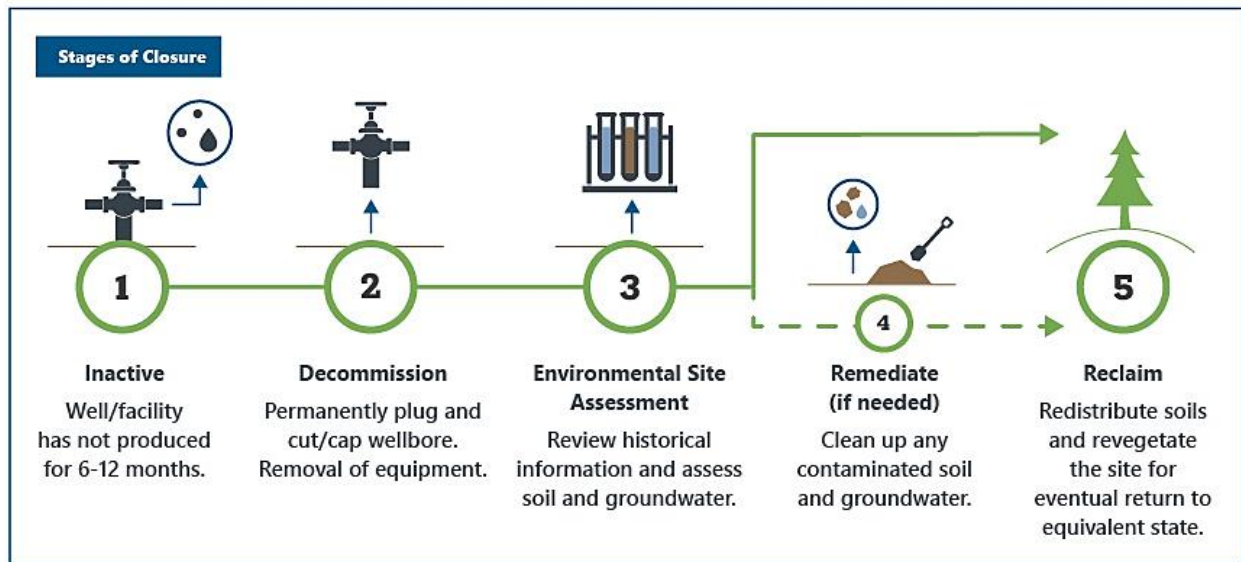 Stages of Closure
1
Inactive
Well/facility
has not produced
for 6-12 months.
2
Decommission
Permanently plug and
cut/cap wellbore.
Removal of equipment.
3
Environmental Site
Assessment
Review historical
information and assess
soil and groundwater.
4
Remediate
(if needed)
Clean up any
contaminated soil
and groundwater.
5
Reclaim
Redistribute soils
and revegetate
the site for
eventual return to
equivalent state.